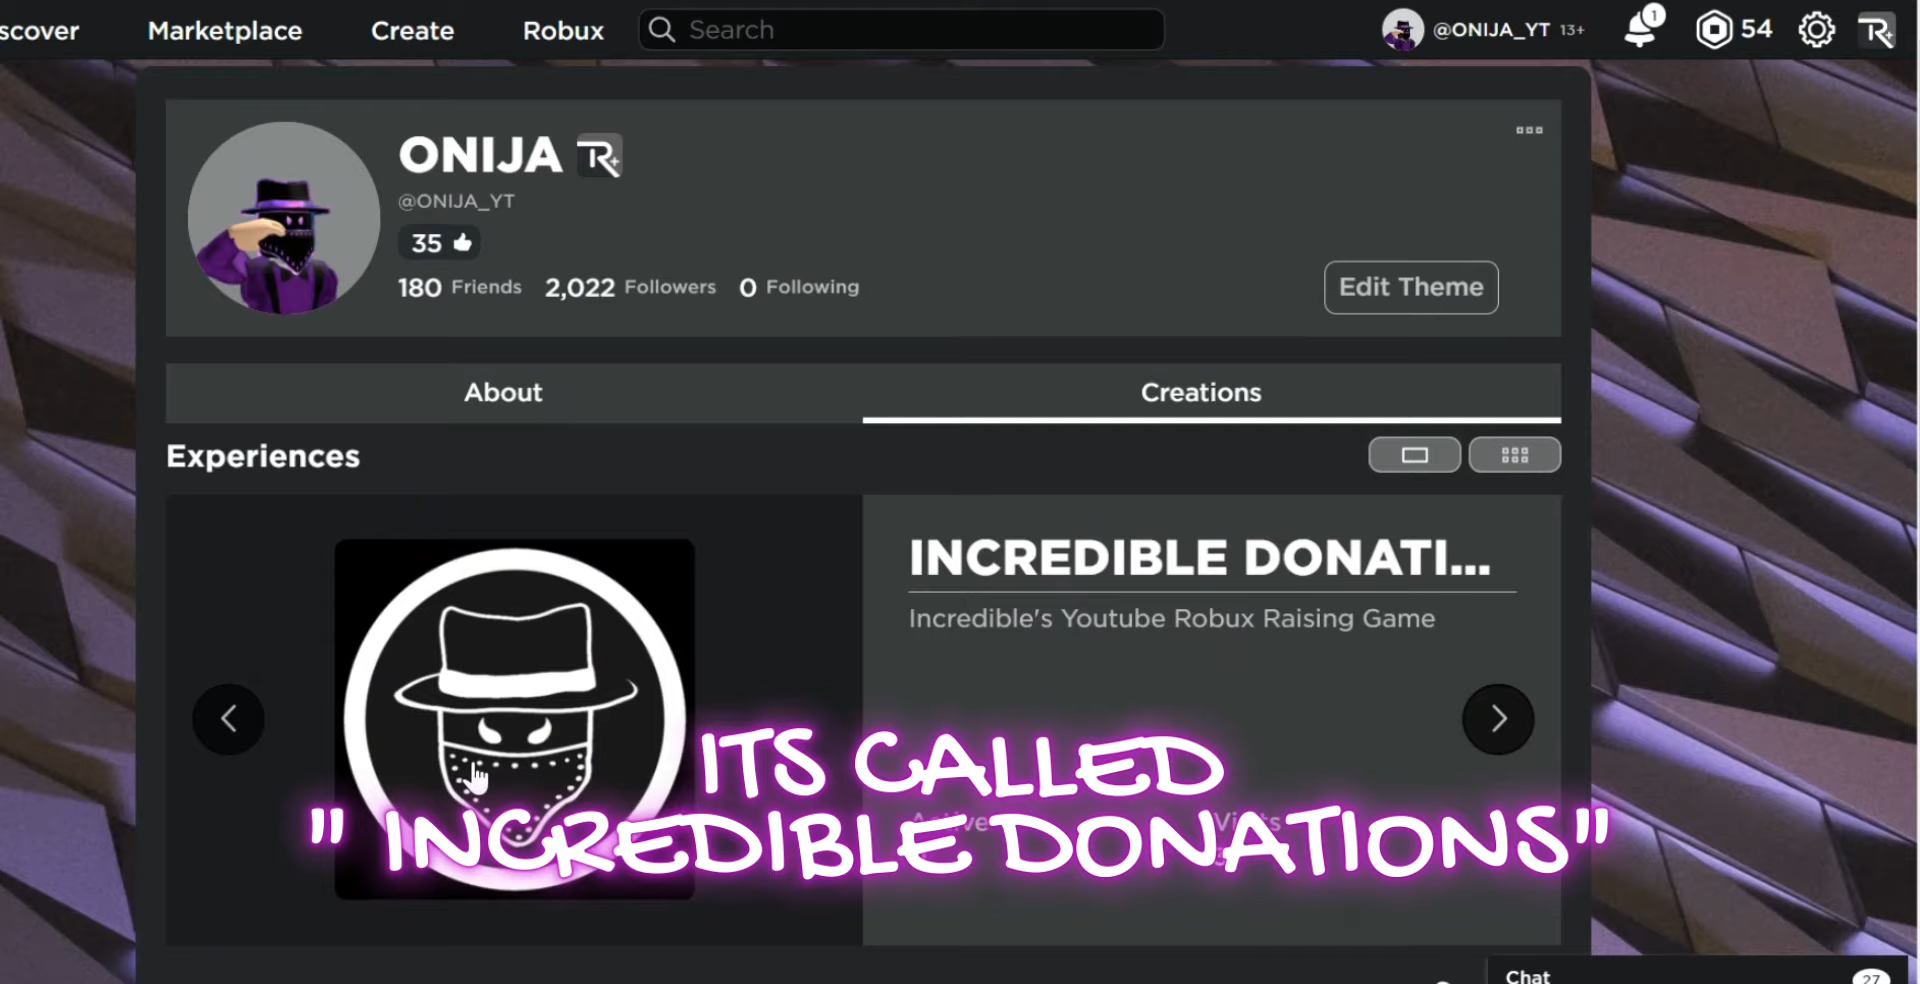 scover Marketplace Create Robux Search @ONIJA_YT 13+ 1 54
ONIJA
@ONIJA_YT
35
180 Friends 2,022 Followers 0 Following
Edit Theme
About Creations
Experiences
INCREDIBLE DONATI...
Incredible's Youtube Robux Raising Game
ITS CALLED
" INCREDIBLE DONATIONS"
Chat 27